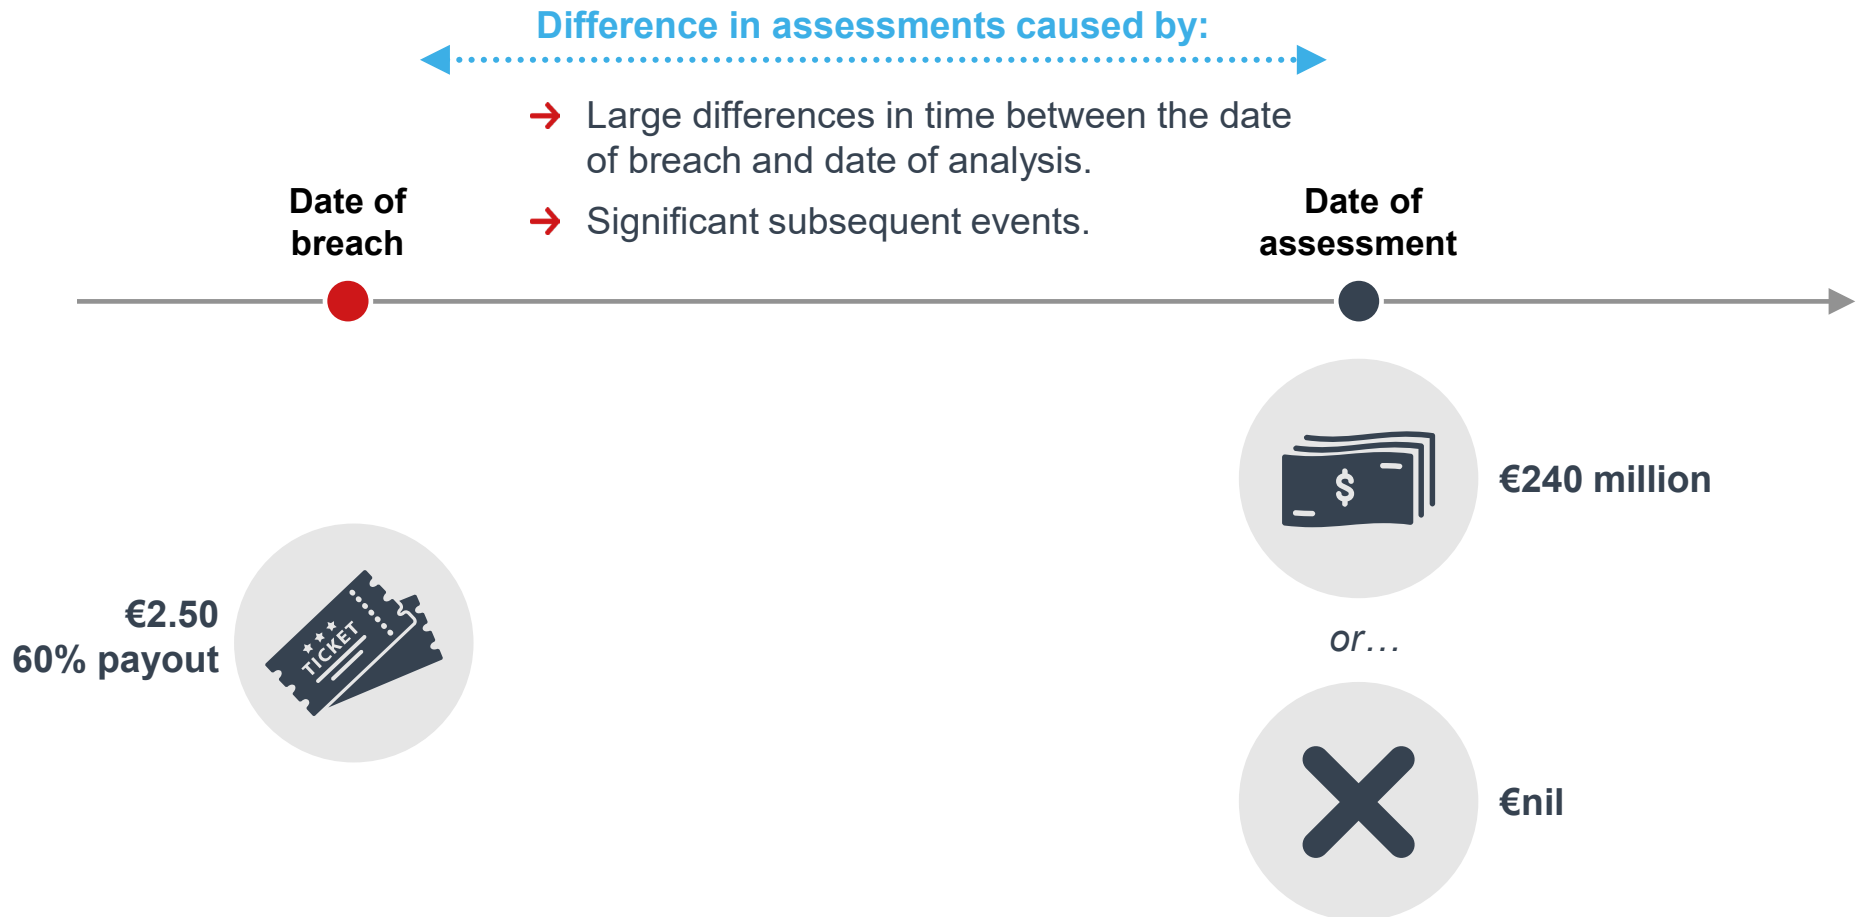 Difference in assessments caused by:
Large differences in time between the date
of breach and date of analysis.
Significant subsequent events.
Date of
breach
Date of
assessment
€2.50
60% payout
TICKET
$
€240 million
or…
€nil